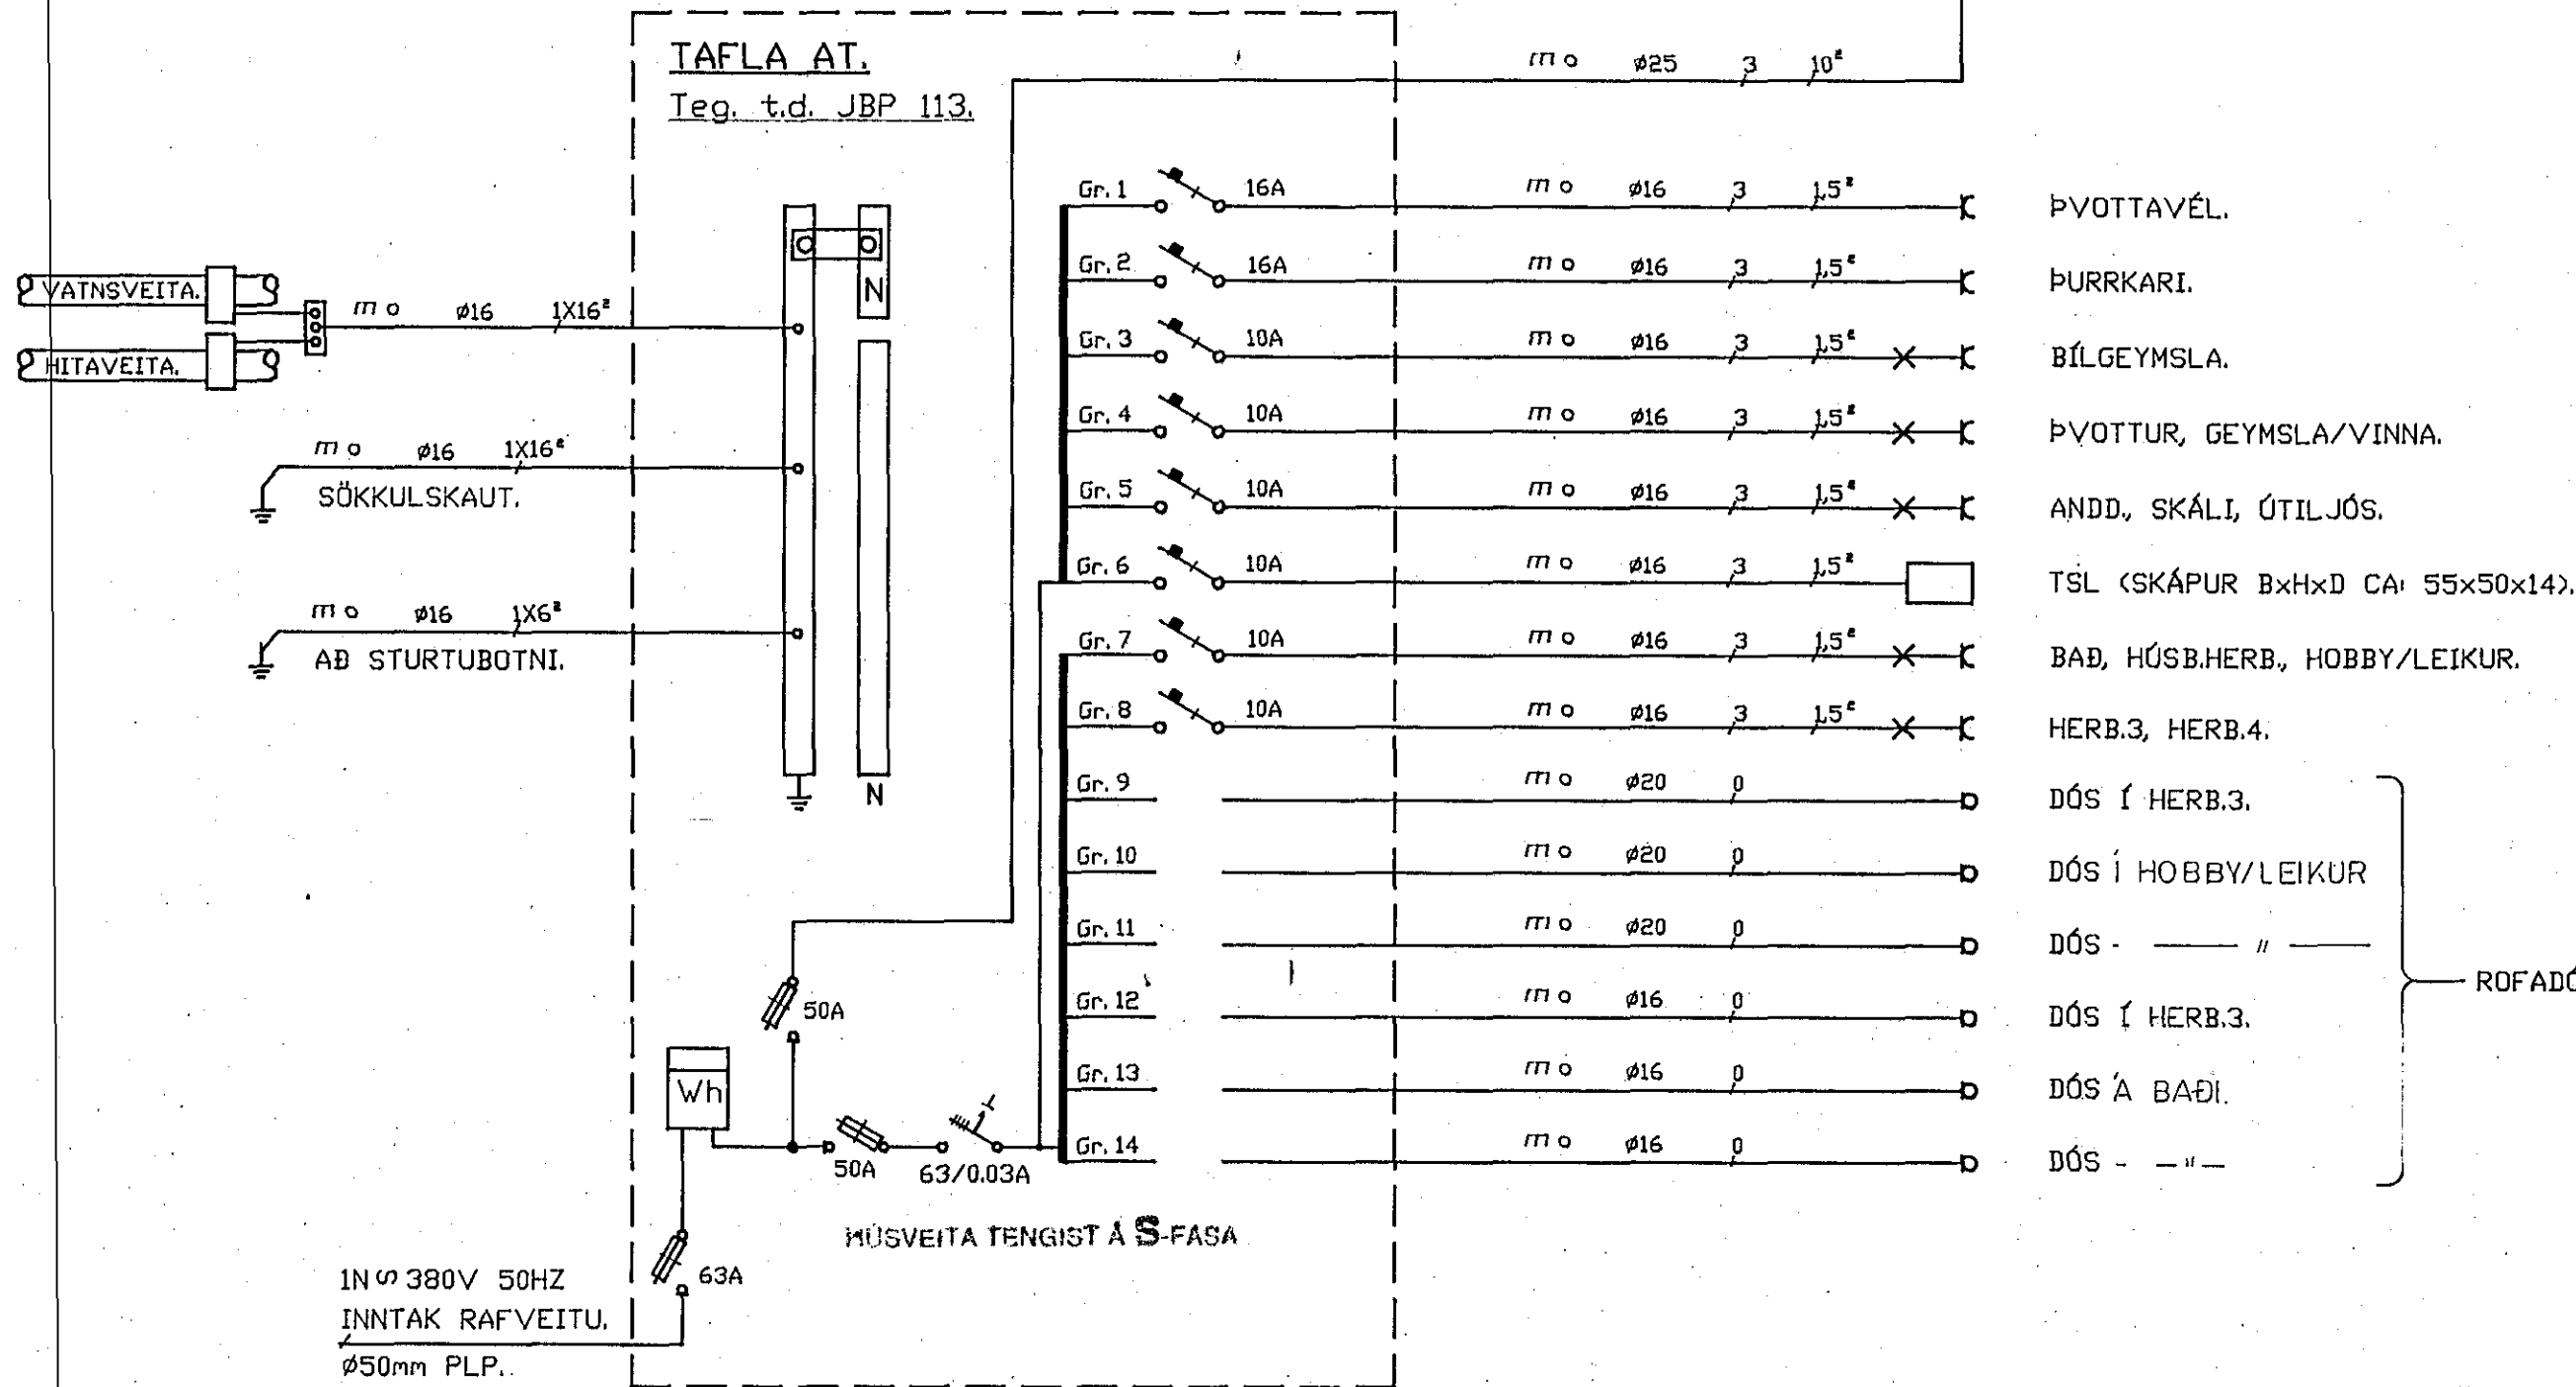 TAFLA AT.
Teg. t.d. JBP 113.
m o ø25 3 10²
Gr. 1 16A m o ø16 3 1,5² ÞVOTTAVÉL.
Gr. 2 16A m o ø16 3 1,5² ÞURRKARI.
Gr. 3 10A m o ø16 3 1,5² BÍLGEYMSLA.
Gr. 4 10A m o ø16 3 1,5² ÞVOTTUR, GEYMSLA/VINNA.
Gr. 5 10A m o ø16 3 1,5² ANDD., SKÁLI, ÚTILJÓS.
Gr. 6 10A m o ø16 3 1,5² TSL (SKÁPUR BxHxD CA: 55x50x14).
Gr. 7 10A m o ø16 3 1,5² BAÐ, HÚSB.HERB., HOBBY/LEIKUR.
Gr. 8 10A m o ø16 3 1,5² HERB.3, HERB.4.
Gr. 9 m o ø20 0 DÓS Í HERB.3.
Gr. 10 m o ø20 0 DÓS Í HOBBY/LEIKUR
Gr. 11 m o ø20 0 DÓS - — " —
Gr. 12 m o ø16 0 DÓS Í HERB.3.
Gr. 13 m o ø16 0 DÓS Á BAÐI.
Gr. 14 m o ø16 0 DÓS - — " —
VATNSVEITA.
HITAVEITA.
m o ø16 1X16²
m o ø16 1X16²
SÖKKULSKAUT.
m o ø16 1X6²
AÐ STURTUBOTNI.
N
N
50A
Wh
50A 63/0.03A
HÚSVEITA TENGIST Á S-FASA
63A
1N ∽ 380V 50HZ
INNTAK RAFVEITU.
Ø50mm PLP.